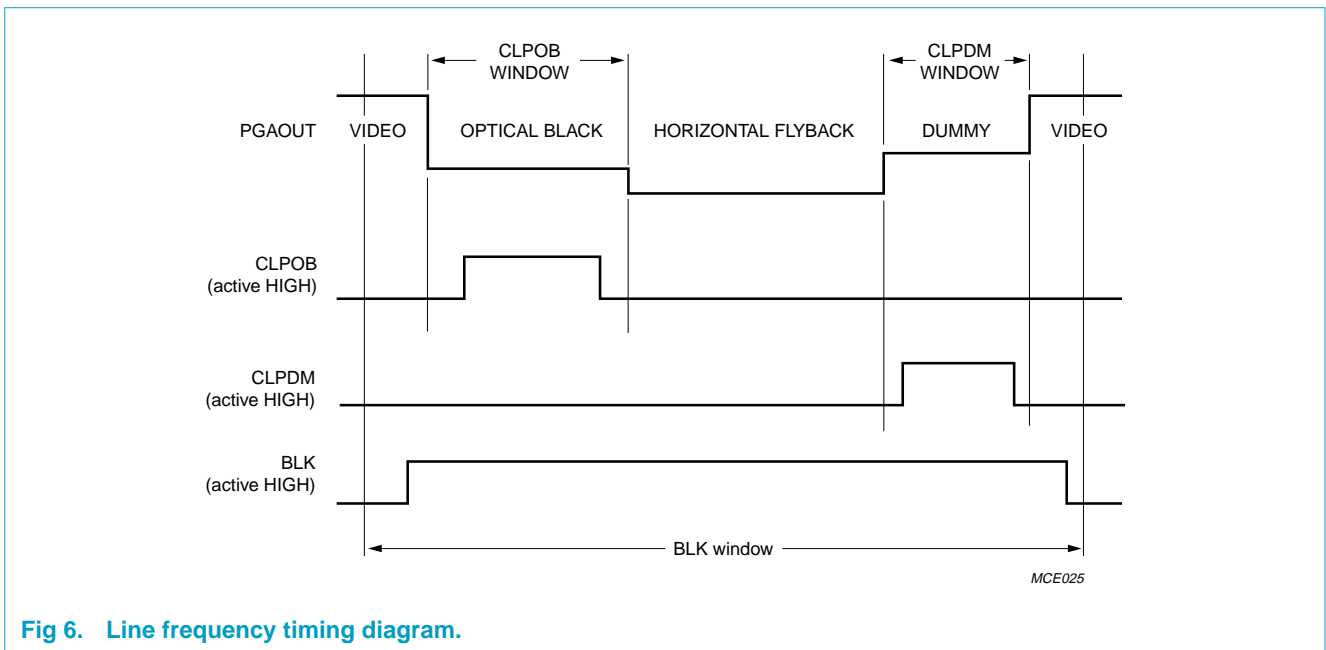 CLPOB
WINDOW
CLPDM
WINDOW
PGAOUT VIDEO OPTICAL BLACK HORIZONTAL FLYBACK DUMMY VIDEO
CLPOB
(active HIGH)
CLPDM
(active HIGH)
BLK
(active HIGH)
BLK window
MCE025
Fig 6. Line frequency timing diagram.